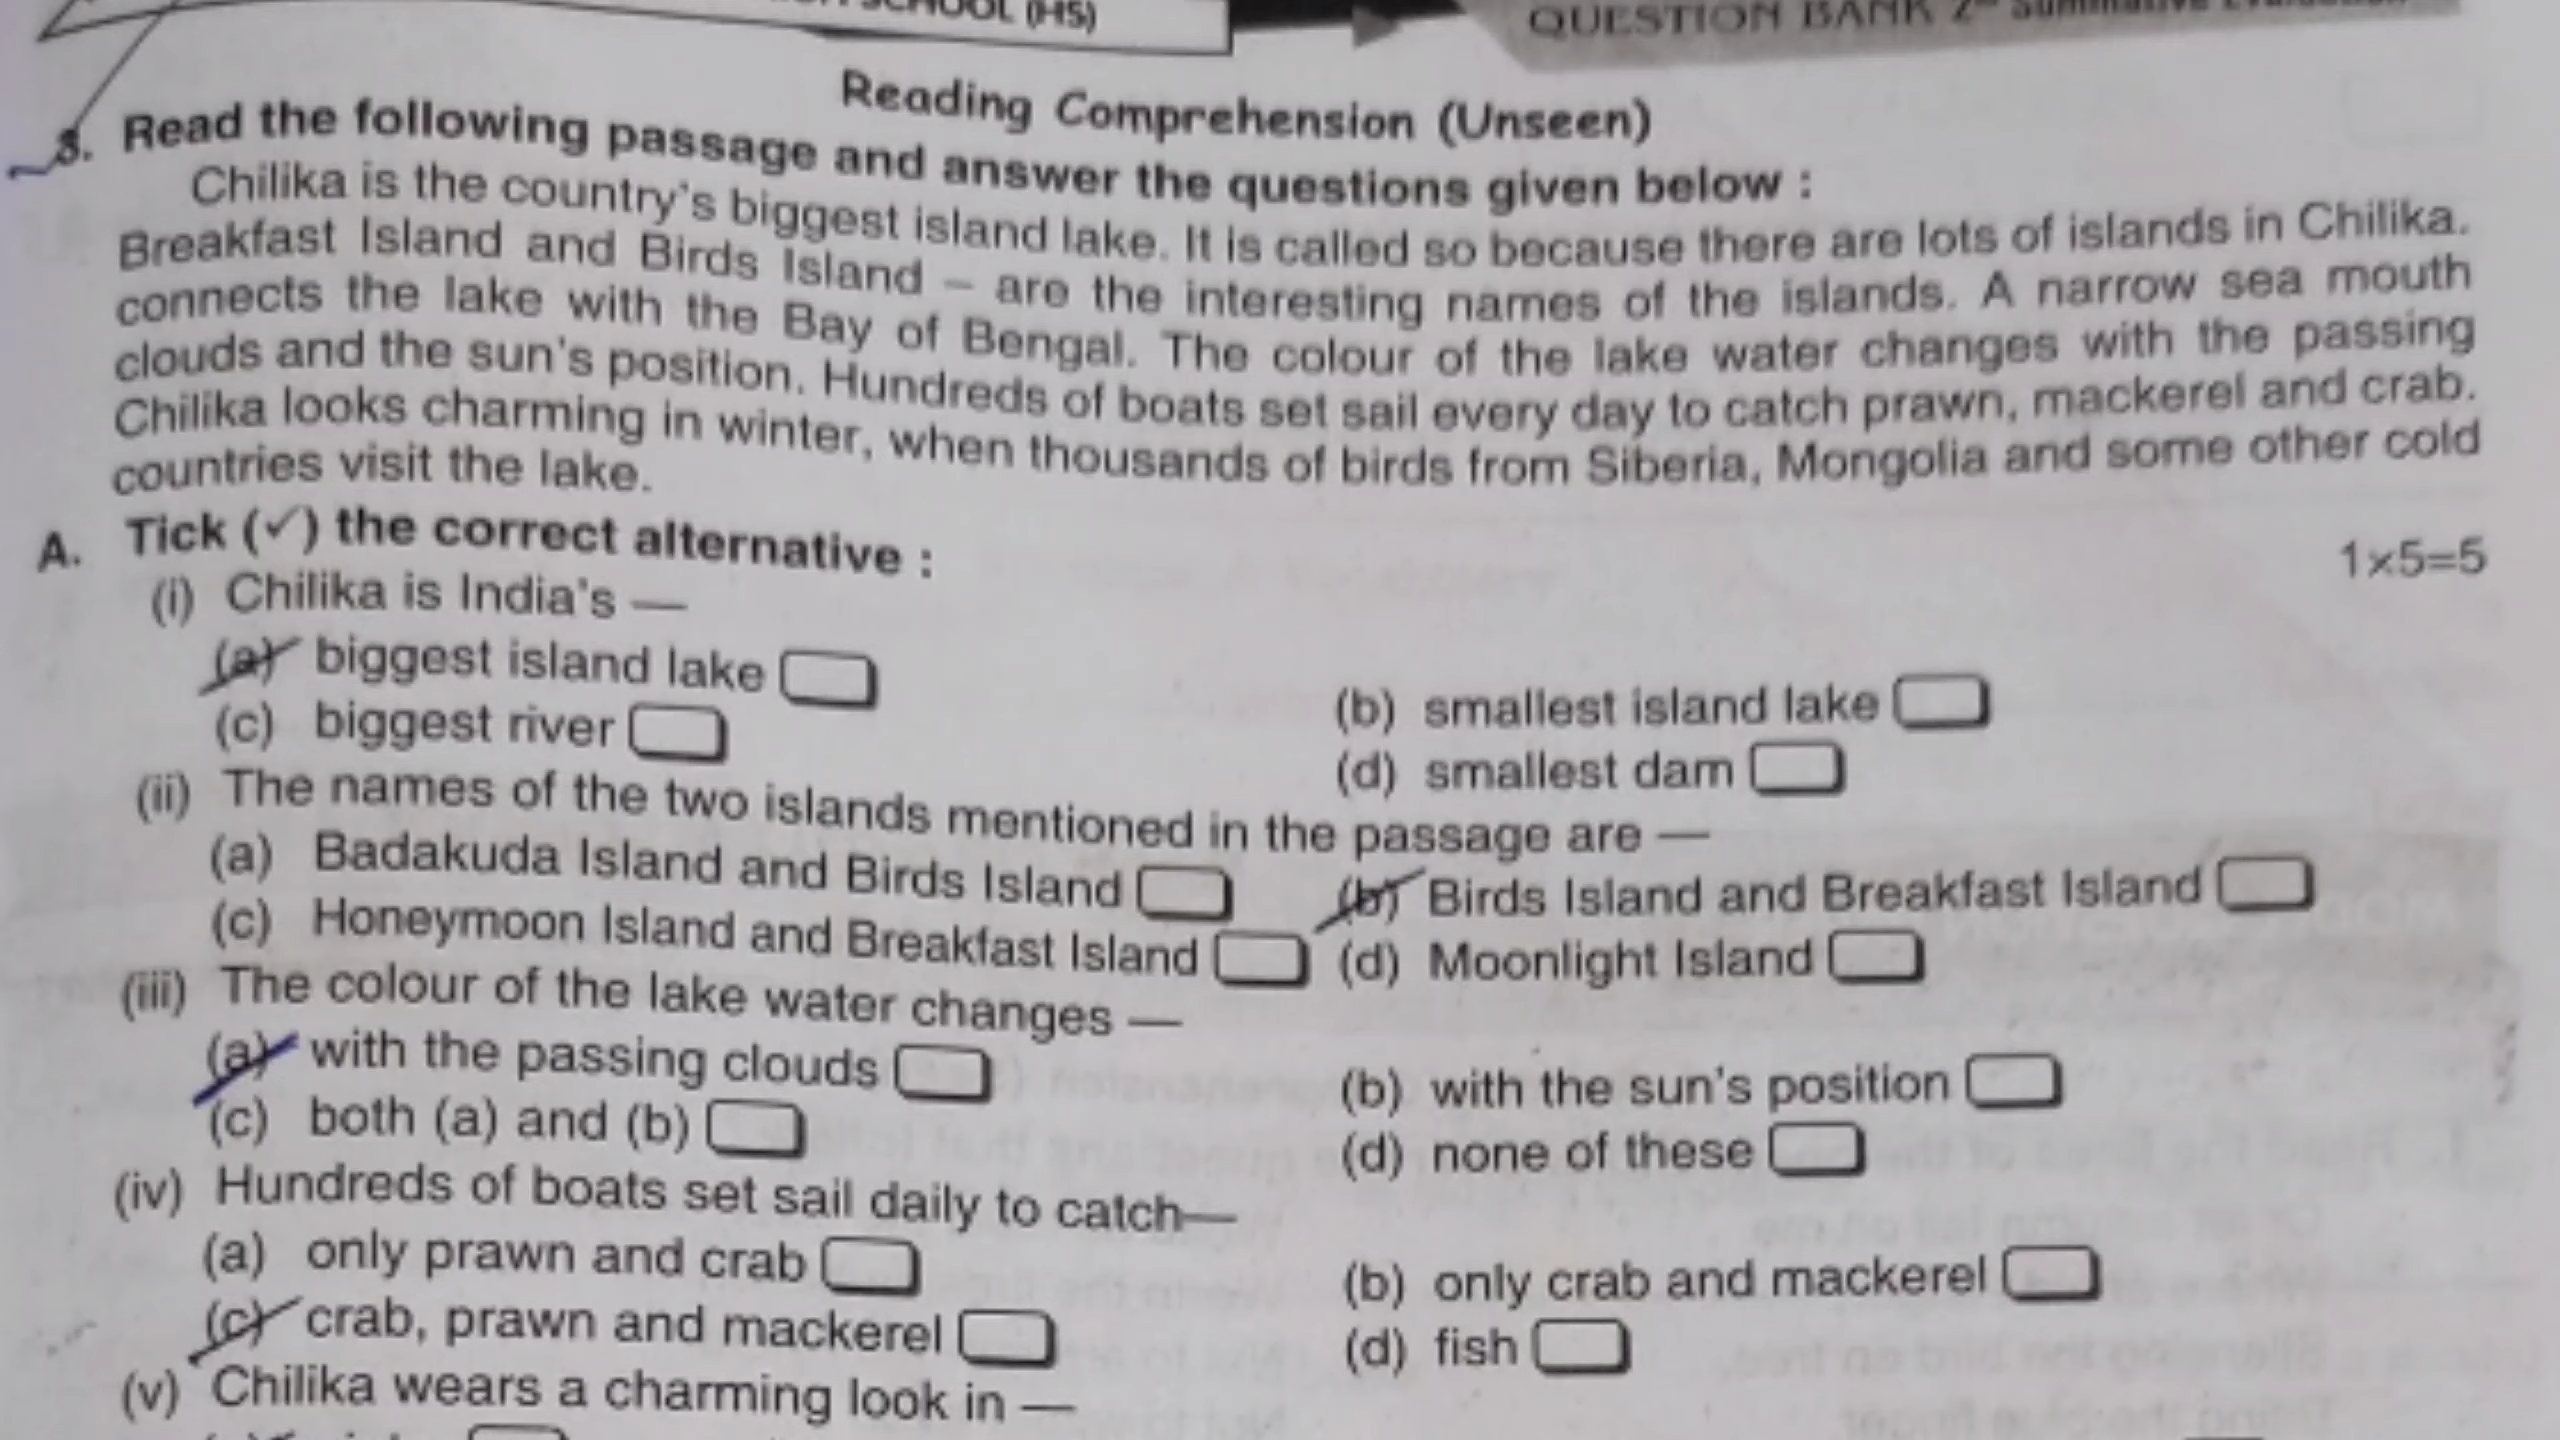 SCHOOL (HS)
QUESTION BANK 2nd Summative Evaluation
Reading Comprehension (Unseen)
3. Read the following passage and answer the questions given below :
Chilika is the country's biggest island lake. It is called so because there are lots of islands in Chilika.
Breakfast Island and Birds Island – are the interesting names of the islands. A narrow sea mouth
connects the lake with the Bay of Bengal. The colour of the lake water changes with the passing
clouds and the sun's position. Hundreds of boats set sail every day to catch prawn, mackerel and crab.
Chilika looks charming in winter, when thousands of birds from Siberia, Mongolia and some other cold
countries visit the lake.
A. Tick (✓) the correct alternative : 1×5=5
(i) Chilika is India's —
(a) biggest island lake (b) smallest island lake
(c) biggest river (d) smallest dam
(ii) The names of the two islands mentioned in the passage are —
(a) Badakuda Island and Birds Island (b) Birds Island and Breakfast Island
(c) Honeymoon Island and Breakfast Island (d) Moonlight Island
(iii) The colour of the lake water changes —
(a) with the passing clouds (b) with the sun's position
(c) both (a) and (b) (d) none of these
(iv) Hundreds of boats set sail daily to catch—
(a) only prawn and crab (b) only crab and mackerel
(c) crab, prawn and mackerel (d) fish
(v) Chilika wears a charming look in —